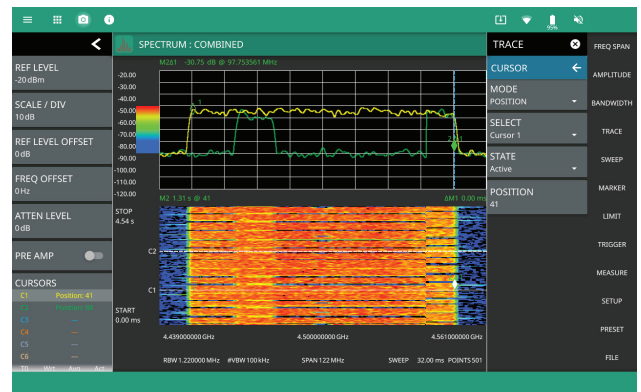 95%
SPECTRUM : COMBINED
TRACE
FREQ SPAN
REF LEVEL
-20 dBm
M2Δ1 -30.75 dB @ 97.753561 MHz
CURSOR
AMPLITUDE
-20.00
-30.00
-40.00
-50.00
-60.00
-70.00
-80.00
-90.00
-100.00
-110.00
-120.00
1
2
1
MODE
POSITION
BANDWIDTH
SCALE / DIV
10 dB
SELECT
Cursor 1
TRACE
REF LEVEL OFFSET
0 dB
STATE
Active
SWEEP
FREQ OFFSET
0 Hz
POSITION
41
MARKER
M2 1.31 s @ 41
ΔM1 0.00 ms
ATTEN LEVEL
0 dB
STOP
4.54 s
LIMIT
TRIGGER
PRE AMP
C2
MEASURE
CURSORS
C1 Position: 41
C1
C2
C3 —
C4 —
C5 —
C6 —
START
0.00 ms
SETUP
4.439000000 GHz
4.500000000 GHz
4.561000000 GHz
PRESET
RBW 1.220000 MHz #VBW 100 kHz SPAN 122 MHz SWEEP 32.00 ms POINTS 501
FILE